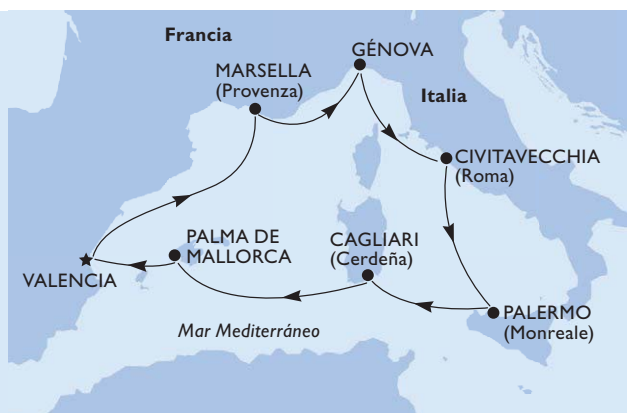 Francia
GÉNOVA
MARSELLA
(Provenza)
Italia
CIVITAVECCHIA
(Roma)
PALMA DE
MALLORCA
CAGLIARI
(Cerdeña)
VALENCIA
PALERMO
(Monreale)
Mar Mediterráneo